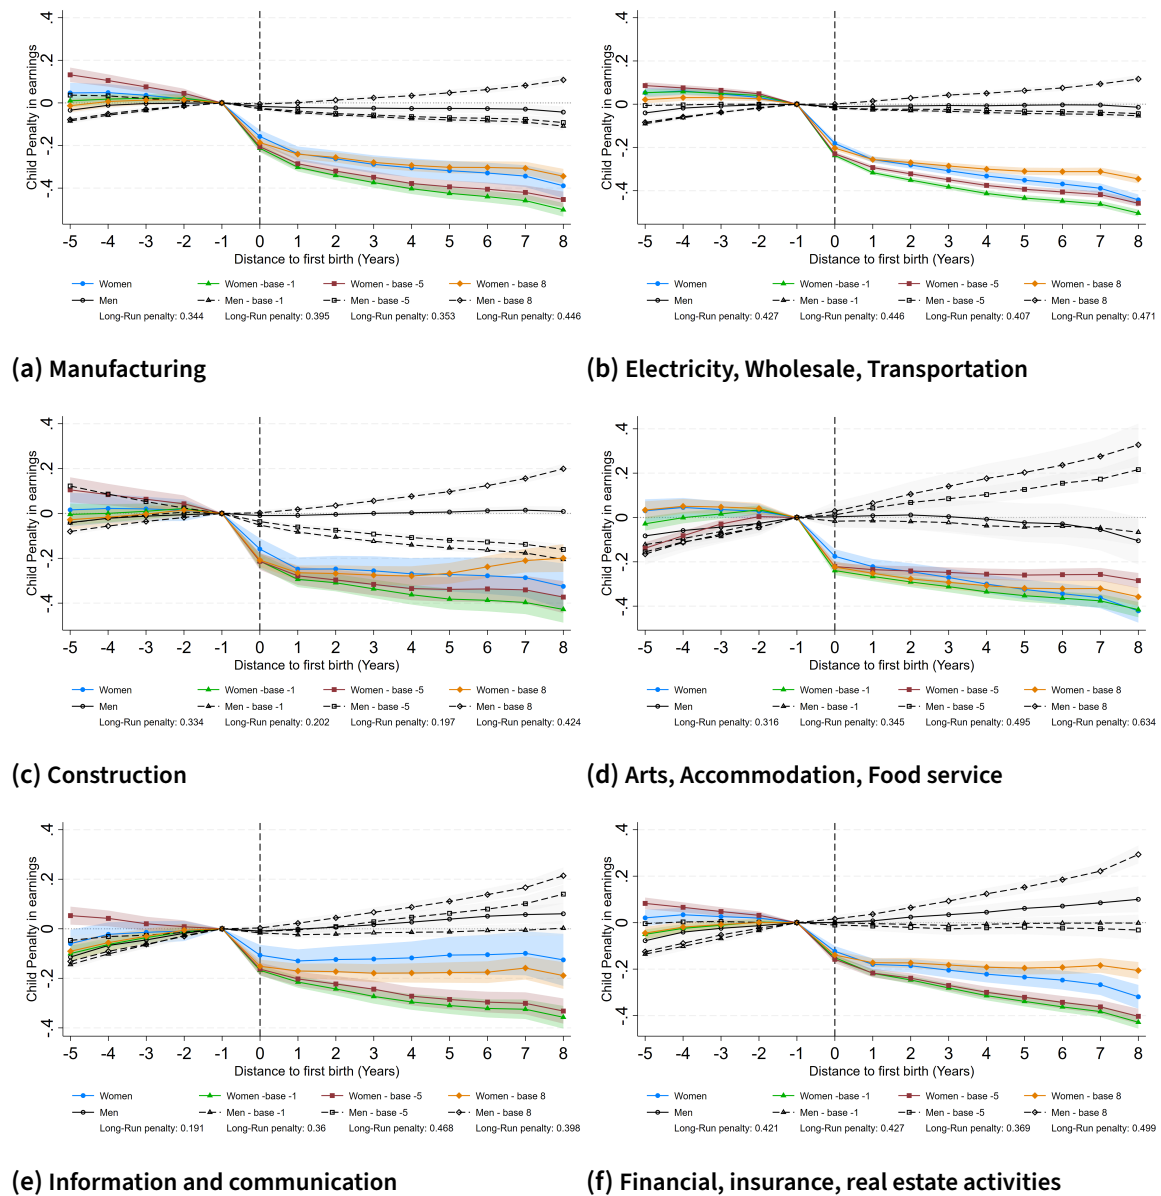 Child Penalty in earnings
.4
.2
0
-.2
-.4
-5 -4 -3 -2 -1 0 1 2 3 4 5 6 7 8
Distance to first birth (Years)
Women Women -base -1 Women - base -5 Women - base 8
Men Men - base -1 Men - base -5 Men - base 8
Long-Run penalty: 0.344 Long-Run penalty: 0.395 Long-Run penalty: 0.353 Long-Run penalty: 0.446
(a) Manufacturing
Child Penalty in earnings
.4
.2
0
-.2
-.4
-5 -4 -3 -2 -1 0 1 2 3 4 5 6 7 8
Distance to first birth (Years)
Women Women -base -1 Women - base -5 Women - base 8
Men Men - base -1 Men - base -5 Men - base 8
Long-Run penalty: 0.427 Long-Run penalty: 0.446 Long-Run penalty: 0.407 Long-Run penalty: 0.471
(b) Electricity, Wholesale, Transportation
Child Penalty in earnings
.4
.2
0
-.2
-.4
-5 -4 -3 -2 -1 0 1 2 3 4 5 6 7 8
Distance to first birth (Years)
Women Women -base -1 Women - base -5 Women - base 8
Men Men - base -1 Men - base -5 Men - base 8
Long-Run penalty: 0.334 Long-Run penalty: 0.202 Long-Run penalty: 0.197 Long-Run penalty: 0.424
(c) Construction
Child Penalty in earnings
.4
.2
0
-.2
-.4
-5 -4 -3 -2 -1 0 1 2 3 4 5 6 7 8
Distance to first birth (Years)
Women Women -base -1 Women - base -5 Women - base 8
Men Men - base -1 Men - base -5 Men - base 8
Long-Run penalty: 0.316 Long-Run penalty: 0.345 Long-Run penalty: 0.495 Long-Run penalty: 0.634
(d) Arts, Accommodation, Food service
Child Penalty in earnings
.4
.2
0
-.2
-.4
-5 -4 -3 -2 -1 0 1 2 3 4 5 6 7 8
Distance to first birth (Years)
Women Women -base -1 Women - base -5 Women - base 8
Men Men - base -1 Men - base -5 Men - base 8
Long-Run penalty: 0.191 Long-Run penalty: 0.36 Long-Run penalty: 0.468 Long-Run penalty: 0.398
(e) Information and communication
Child Penalty in earnings
.4
.2
0
-.2
-.4
-5 -4 -3 -2 -1 0 1 2 3 4 5 6 7 8
Distance to first birth (Years)
Women Women -base -1 Women - base -5 Women - base 8
Men Men - base -1 Men - base -5 Men - base 8
Long-Run penalty: 0.421 Long-Run penalty: 0.427 Long-Run penalty: 0.369 Long-Run penalty: 0.499
(f) Financial, insurance, real estate activities